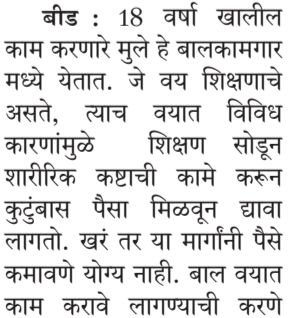 बीड : 18 वर्षा खालील
काम करणारे मुले हे बालकामगार
मध्ये येतात. जे वय शिक्षणाचे
असते, त्याच वयात विविध
कारणांमुळे शिक्षण सोडून
शारीरिक कष्टाची कामे करून
कुटुंबास पैसा मिळवून द्यावा
लागतो. खरं तर या मार्गांनी पैसे
कमावणे योग्य नाही. बाल वयात
काम करावे लागण्याची करणे